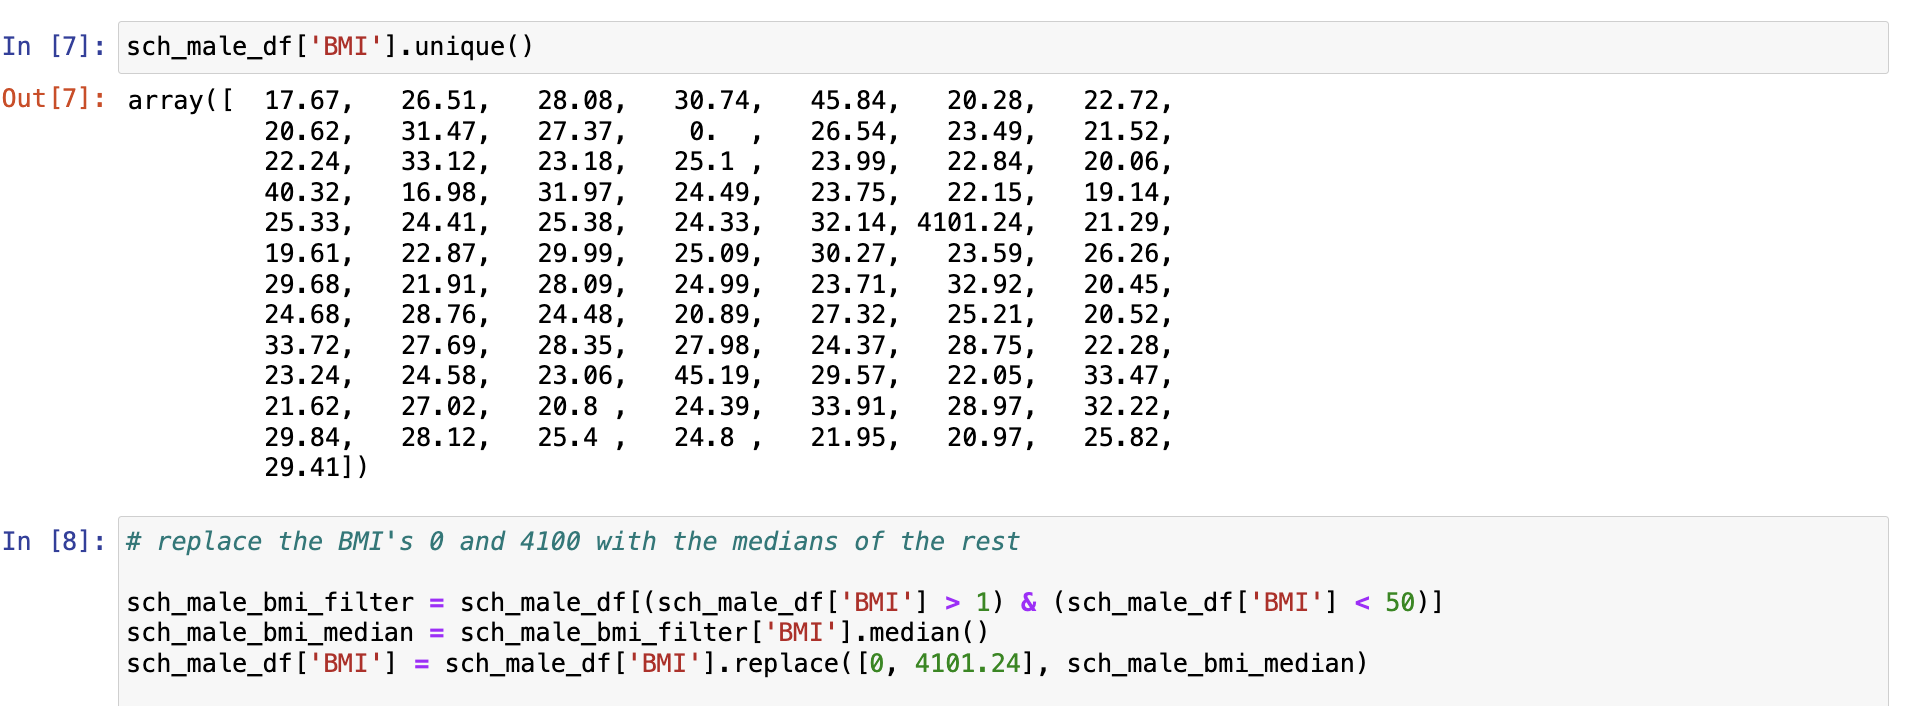 In [7]: sch_male_df['BMI'].unique()
Out[7]: array([  17.67,   26.51,   28.08,   30.74,   45.84,   20.28,   22.72,
         20.62,   31.47,   27.37,    0.  ,   26.54,   23.49,   21.52,
         22.24,   33.12,   23.18,   25.1 ,   23.99,   22.84,   20.06,
         40.32,   16.98,   31.97,   24.49,   23.75,   22.15,   19.14,
         25.33,   24.41,   25.38,   24.33,   32.14, 4101.24,   21.29,
         19.61,   22.87,   29.99,   25.09,   30.27,   23.59,   26.26,
         29.68,   21.91,   28.09,   24.99,   23.71,   32.92,   20.45,
         24.68,   28.76,   24.48,   20.89,   27.32,   25.21,   20.52,
         33.72,   27.69,   28.35,   27.98,   24.37,   28.75,   22.28,
         23.24,   24.58,   23.06,   45.19,   29.57,   22.05,   33.47,
         21.62,   27.02,   20.8 ,   24.39,   33.91,   28.97,   32.22,
         29.84,   28.12,   25.4 ,   24.8 ,   21.95,   20.97,   25.82,
         29.41])
In [8]: # replace the BMI's 0 and 4100 with the medians of the rest
sch_male_bmi_filter = sch_male_df[(sch_male_df['BMI'] > 1) & (sch_male_df['BMI'] < 50)]
sch_male_bmi_median = sch_male_bmi_filter['BMI'].median()
sch_male_df['BMI'] = sch_male_df['BMI'].replace([0, 4101.24], sch_male_bmi_median)